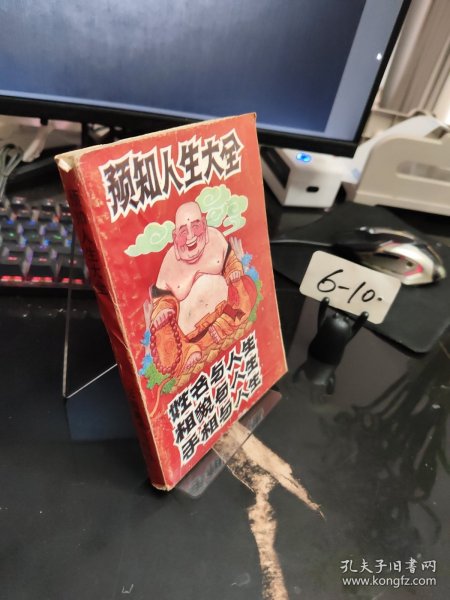 预知人生大全
姓名与人生
相貌与人生
手相与人生
6-10.
孔夫子旧书网
www.kongfz.com